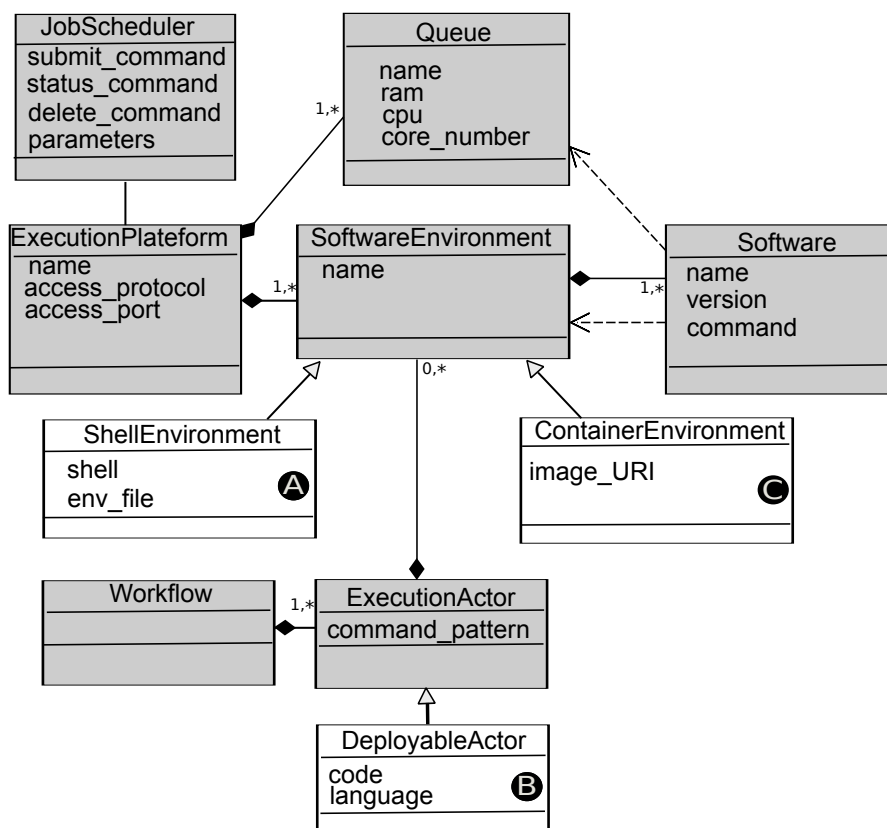 JobScheduler
submit_command
status_command
delete_command
parameters
Queue
name
ram
cpu
core_number
1,*
ExecutionPlateform
name
access_protocol
access_port
1,*
SoftwareEnvironment
name
1,*
Software
name
version
command
0,*
ShellEnvironment
shell
env_file
A
ContainerEnvironment
image_URI
C
Workflow
1,*
ExecutionActor
command_pattern
DeployableActor
code
language
B